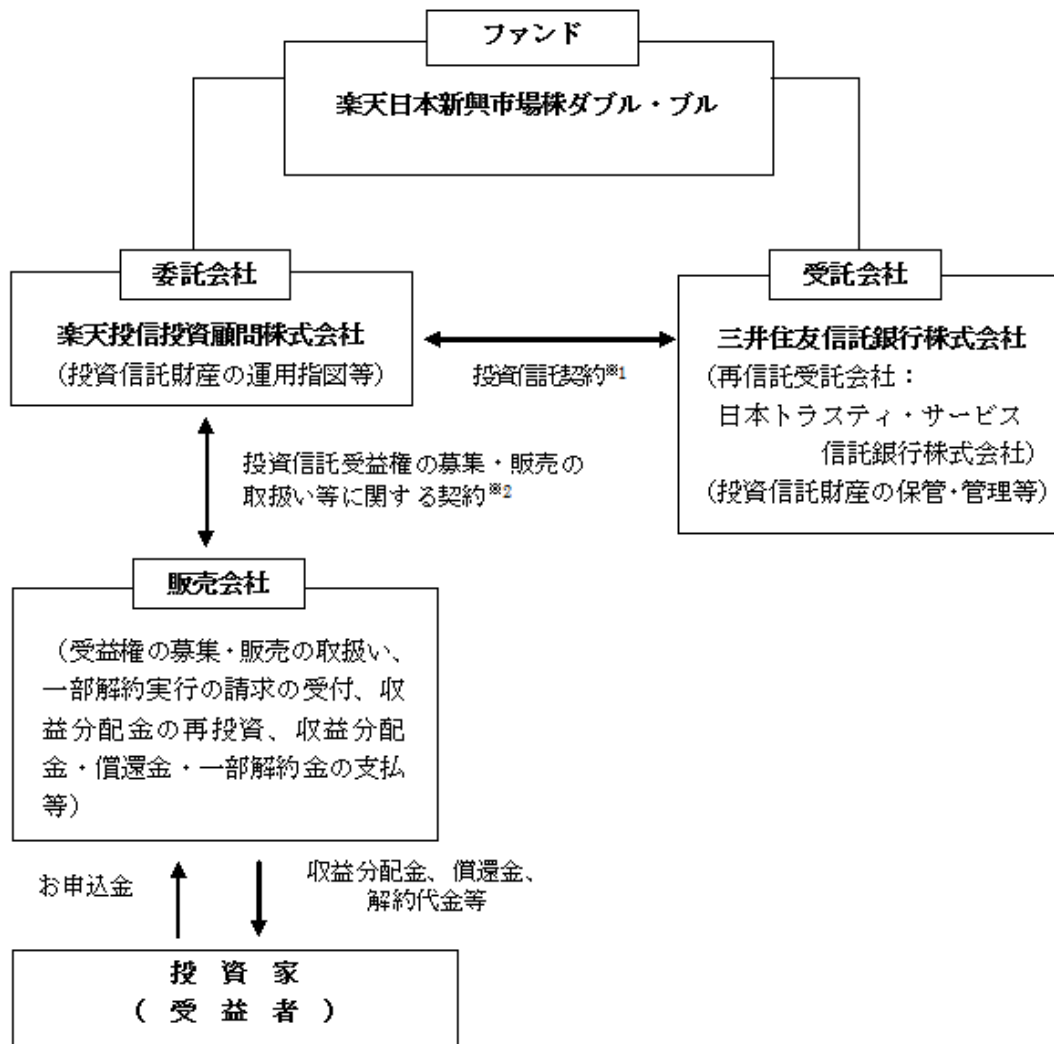 ファンド
楽天日本新興市場株ダブル・ブル
委託会社
楽天投信投資顧問株式会社
(投資信託財産の運用指図等)
投資信託契約※1
受託会社
三井住友信託銀行株式会社
(再信託受託会社：
日本トラスティ・サービス
信託銀行株式会社)
(投資信託財産の保管・管理等)
投資信託受益権の募集・販売の
取扱い等に関する契約※2
販売会社
(受益権の募集・販売の取扱い、
一部解約実行の請求の受付、収
益分配金の再投資、収益分配
金・償還金・一部解約金の支払
等)
お申込金
収益分配金、償還金、
解約代金等
投 資 家
( 受 益 者 )